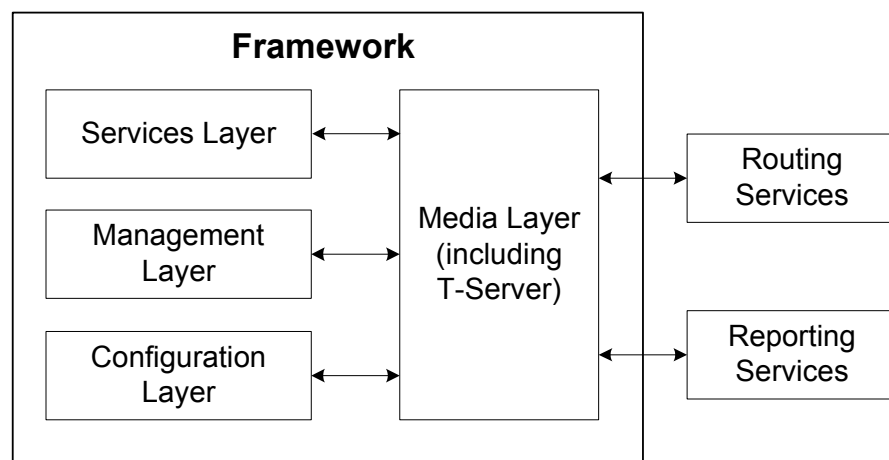 Framework
Services Layer
Management
Layer
Configuration
Layer
Media Layer
(including
T-Server)
Routing
Services
Reporting
Services